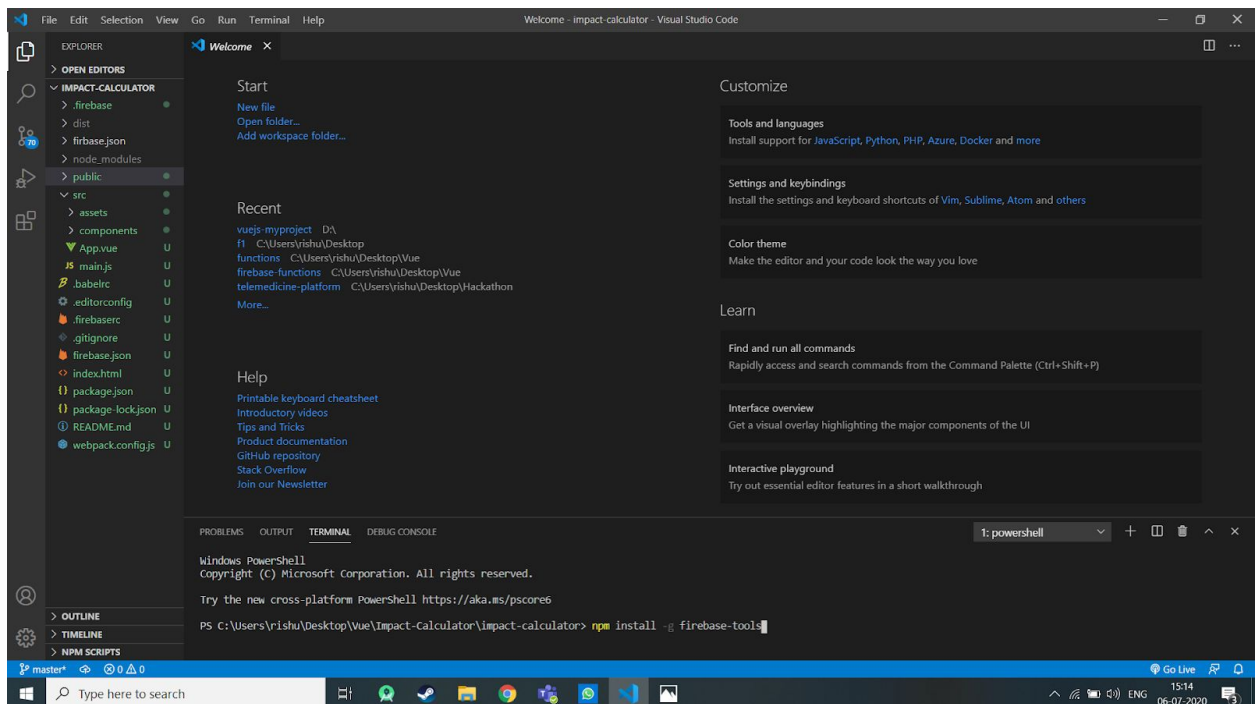 File Edit Selection View Go Run Terminal Help
Welcome - impact-calculator - Visual Studio Code
EXPLORER
OPEN EDITORS
IMPACT-CALCULATOR
.firebase
dist
firbase.json
node_modules
public
src
assets
components
App.vue U
JS main.js U
.babelrc U
.editorconfig U
.firebaserc U
.gitignore U
firebase.json U
index.html U
{} package.json U
{} package-lock.json U
README.md U
webpack.config.js U
OUTLINE
TIMELINE
NPM SCRIPTS
70
Welcome
Start
New file
Open folder...
Add workspace folder...
Recent
vuejs-myproject D:\
f1 C:\Users\rishu\Desktop
functions C:\Users\rishu\Desktop\Vue
firebase-functions C:\Users\rishu\Desktop\Vue
telemedicine-platform C:\Users\rishu\Desktop\Hackathon
More...
Help
Printable keyboard cheatsheet
Introductory videos
Tips and Tricks
Product documentation
GitHub repository
Stack Overflow
Join our Newsletter
Customize
Tools and languages
Install support for JavaScript, Python, PHP, Azure, Docker and more
Settings and keybindings
Install the settings and keyboard shortcuts of Vim, Sublime, Atom and others
Color theme
Make the editor and your code look the way you love
Learn
Find and run all commands
Rapidly access and search commands from the Command Palette (Ctrl+Shift+P)
Interface overview
Get a visual overlay highlighting the major components of the UI
Interactive playground
Try out essential editor features in a short walkthrough
PROBLEMS OUTPUT TERMINAL DEBUG CONSOLE
1: powershell
Windows PowerShell
Copyright (C) Microsoft Corporation. All rights reserved.
Try the new cross-platform PowerShell https://aka.ms/pscore6
PS C:\Users\rishu\Desktop\Vue\Impact-Calculator\impact-calculator> npm install -g firebase-tools
master* 0 0
Go Live
Type here to search
ENG
15:14
06-07-2020
3